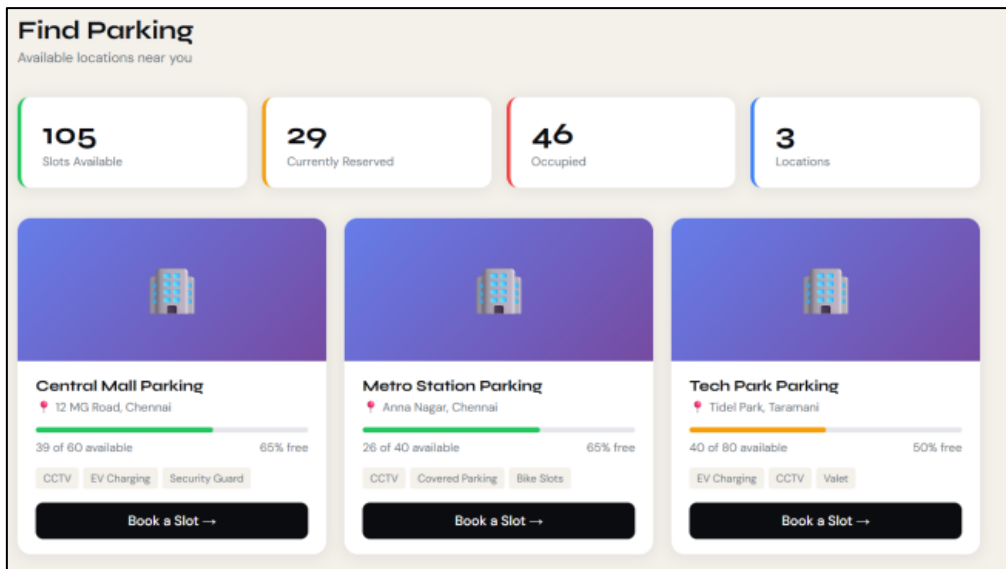 Find Parking
Available locations near you
105
Slots Available
29
Currently Reserved
46
Occupied
3
Locations
Central Mall Parking
12 MG Road, Chennai
39 of 60 available 65% free
CCTV EV Charging Security Guard
Book a Slot →
Metro Station Parking
Anna Nagar, Chennai
26 of 40 available 65% free
CCTV Covered Parking Bike Slots
Book a Slot →
Tech Park Parking
Tidel Park, Taramani
40 of 80 available 50% free
EV Charging CCTV Valet
Book a Slot →